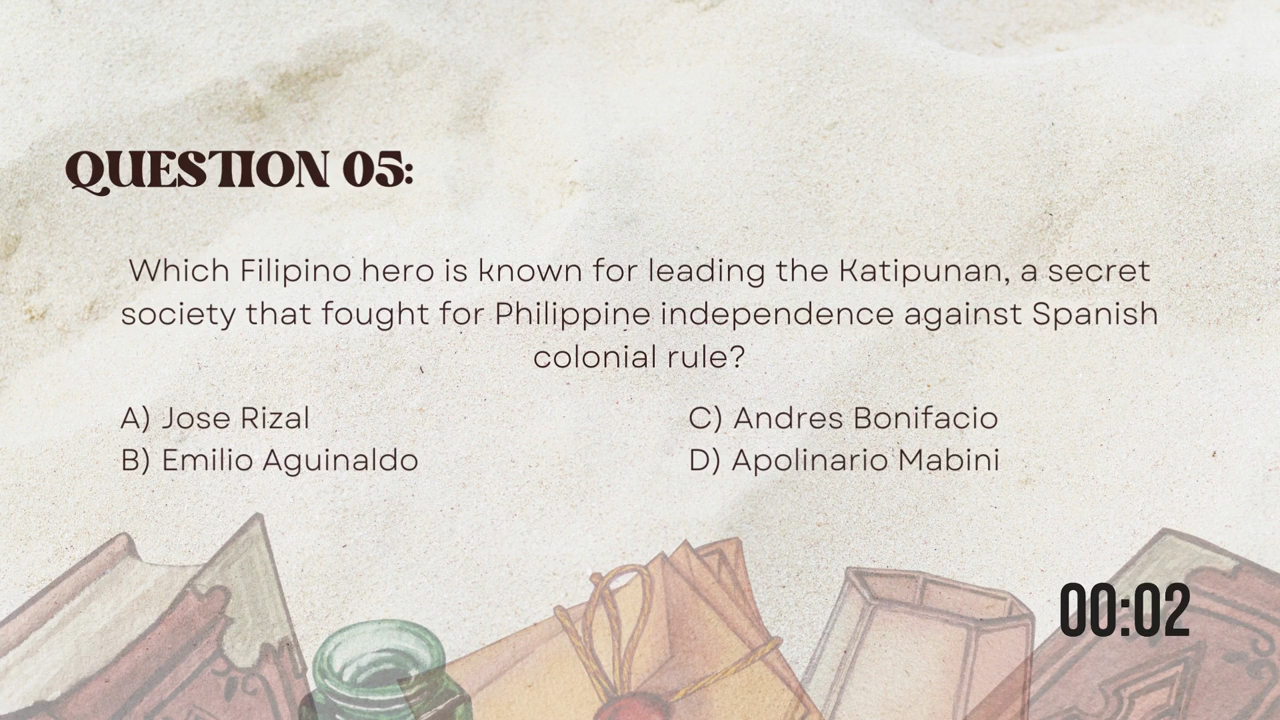 QUESTION 05:
Which Filipino hero is known for leading the Katipunan, a secret
society that fought for Philippine independence against Spanish
colonial rule?
A) Jose Rizal
B) Emilio Aguinaldo
C) Andres Bonifacio
D) Apolinario Mabini
00:02